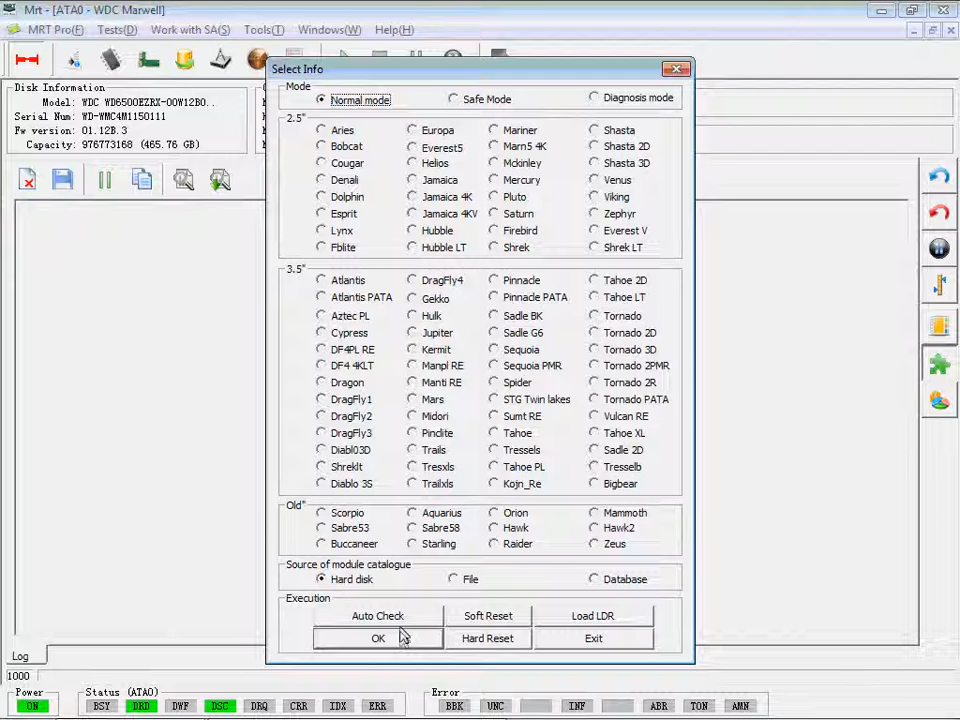 Mrt - [ATA0 - WDC Marwell]
MRT Pro(F) Tests(D) Work with SA(S) Tools(T) Windows(W) Help(H)
Disk Information
Model: WDC WD6500EZRX-00W12B0..
Serial Num: WD-WMC4M1150111
Fw version: 01.12B.3
Capacity: 976773168 (465.76 GB)
Select Info
Mode
Normal mode Safe Mode Diagnosis mode
2.5"
Aries Europa Mariner Shasta
Bobcat Everest5 Marn5 4K Shasta 2D
Cougar Helios Mckinley Shasta 3D
Denali Jamaica Mercury Venus
Dolphin Jamaica 4K Pluto Viking
Esprit Jamaica 4KV Saturn Zephyr
Lynx Hubble Firebird Everest V
Fblite Hubble LT Shrek Shrek LT
3.5"
Atlantis DragFly4 Pinnade Tahoe 2D
Atlantis PATA Gekko Pinnade PATA Tahoe LT
Aztec PL Hulk Sadle BK Tornado
Cypress Jupiter Sadle G6 Tornado 2D
DF4PL RE Kermit Sequoia Tornado 3D
DF4 4KLT Manpl RE Sequoia PMR Tornado 2PMR
Dragon Manti RE Spider Tornado 2R
DragFly1 Mars STG Twin lakes Tornado PATA
DragFly2 Midori Sumt RE Vulcan RE
DragFly3 Pinclite Tahoe Tahoe XL
Diabl03D Trails Tressels Sadle 2D
Shreklt Tresxls Tahoe PL Tresselb
Diablo 3S Trailxls Kojn_Re Bigbear
Old"
Scorpio Aquarius Orion Mammoth
Sabre53 Sabre58 Hawk Hawk2
Buccaneer Starling Raider Zeus
Source of module catalogue
Hard disk File Database
Execution
Auto Check Soft Reset Load LDR
OK Hard Reset Exit
Log
1000
Power Status (ATA0) Error
ON BSY DRD DWF DSC DRQ CRR IDX ERR BBK UNC INF ABR TON AMN